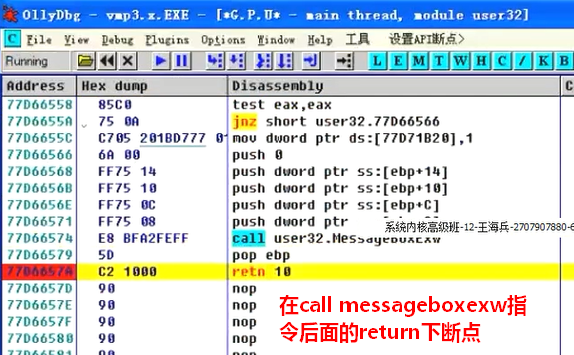 OllyDbg - vmp3.x.EXE - [*G.P.U* - main thread, module user32]
C File View Debug Plugins Options Window Help 工具 设置API断点>
Running L E M T W H C / K B
Address Hex dump Disassembly C
77D66558 85C0 test eax,eax
77D6655A 75 0A jnz short user32.77D66566
77D6655C C705 201BD777 01 mov dword ptr ds:[77D71B20],1
77D66566 6A 00 push 0
77D66568 FF75 14 push dword ptr ss:[ebp+14]
77D6656B FF75 10 push dword ptr ss:[ebp+10]
77D6656E FF75 0C push dword ptr ss:[ebp+C]
77D66571 FF75 08 push dword ptr
系统内核高级班-12-王海兵-2707907880-6
77D66574 E8 BFA2FEFF call user32.MessageBoxExW
77D66579 5D pop ebp
77D6657A C2 1000 retn 10
77D6657D 90 nop
77D6657E 90 nop
77D6657F 90 nop
77D66580 90 nop
90 nop
在call messageboxexw指
令后面的return下断点